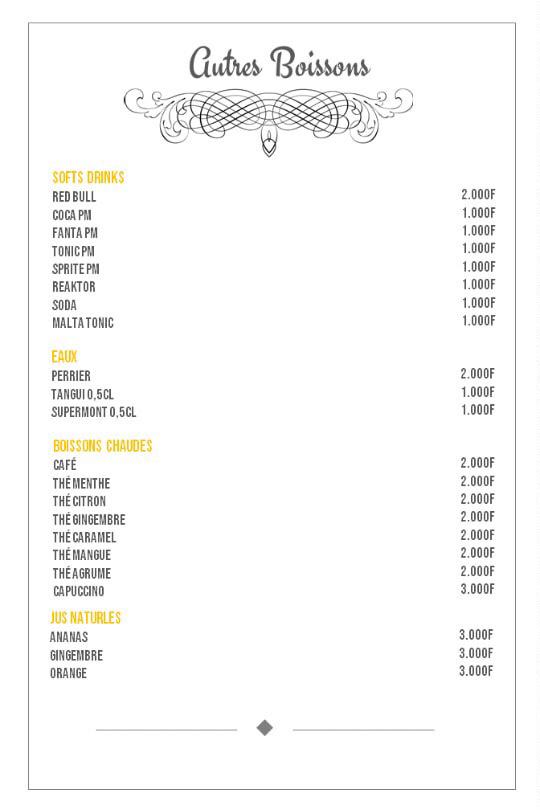 Autres Boissons
SOFTS DRINKS
RED BULL 2.000F
COCA PM 1.000F
FANTA PM 1.000F
TONIC PM 1.000F
SPRITE PM 1.000F
REAKTOR 1.000F
SODA 1.000F
MALTA TONIC 1.000F
EAUX
PERRIER 2.000F
TANGUI 0,5CL 1.000F
SUPERMONT 0,5CL 1.000F
BOISSONS CHAUDES
CAFÉ 2.000F
THÉ MENTHE 2.000F
THÉ CITRON 2.000F
THÉ GINGEMBRE 2.000F
THÉ CARAMEL 2.000F
THÉ MANGUE 2.000F
THÉ AGRUME 2.000F
CAPUCCINO 3.000F
JUS NATURLES
ANANAS 3.000F
GINGEMBRE 3.000F
ORANGE 3.000F